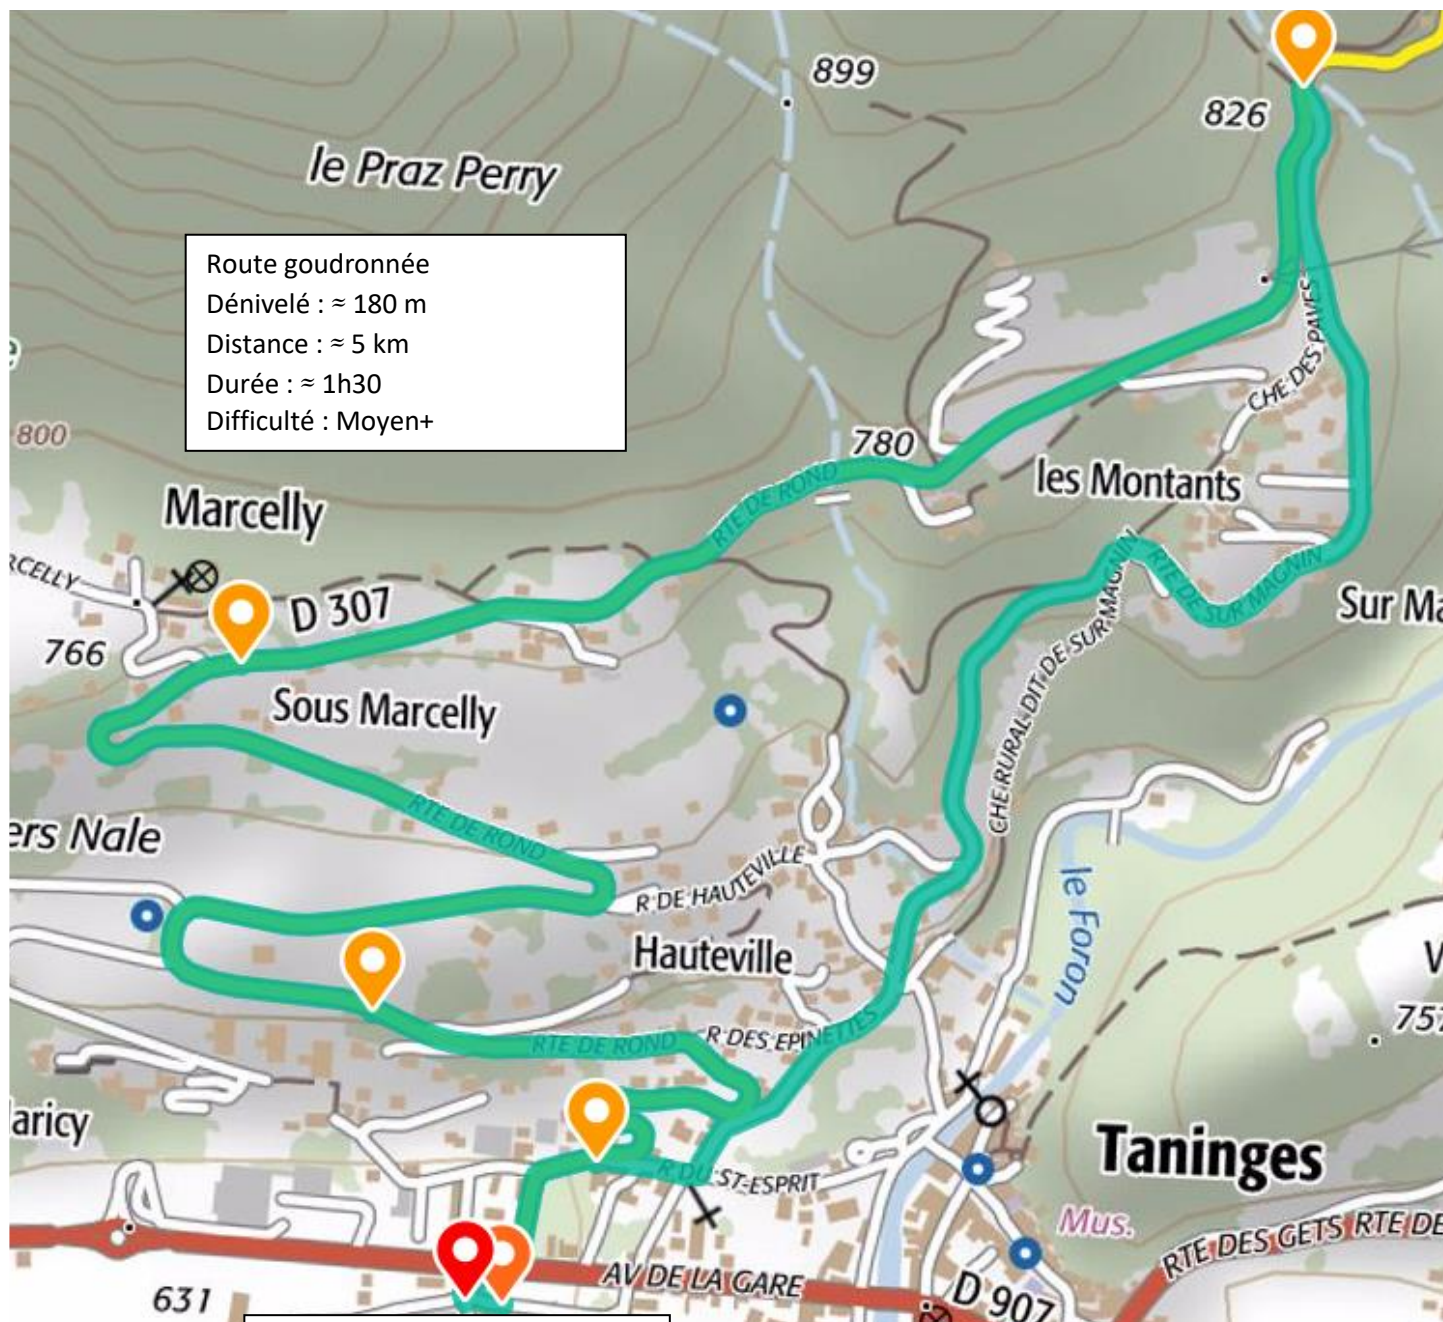 899
826
le Praz Perry
Route goudronnée
Dénivelé : ≈ 180 m
Distance : ≈ 5 km
Durée : ≈ 1h30
Difficulté : Moyen+
CHE DES PAVES
800
780
RTE DE ROND
les Montants
Marcelly
RCELLY
D 307
RTE DE SUR MAGNIN
Sur Ma
766
CHE RURAL DIT DE SUR MAGNIN
Sous Marcelly
RTE DE ROND
ers Nale
R DE HAUTEVILLE
le Foron
Hauteville
V
757
RTE DE ROND
R DES EPINETTES
aricy
Taninges
R DU ST-ESPRIT
Mus.
RTE DES GETS RTE DE
AV DE LA GARE
631
D 907